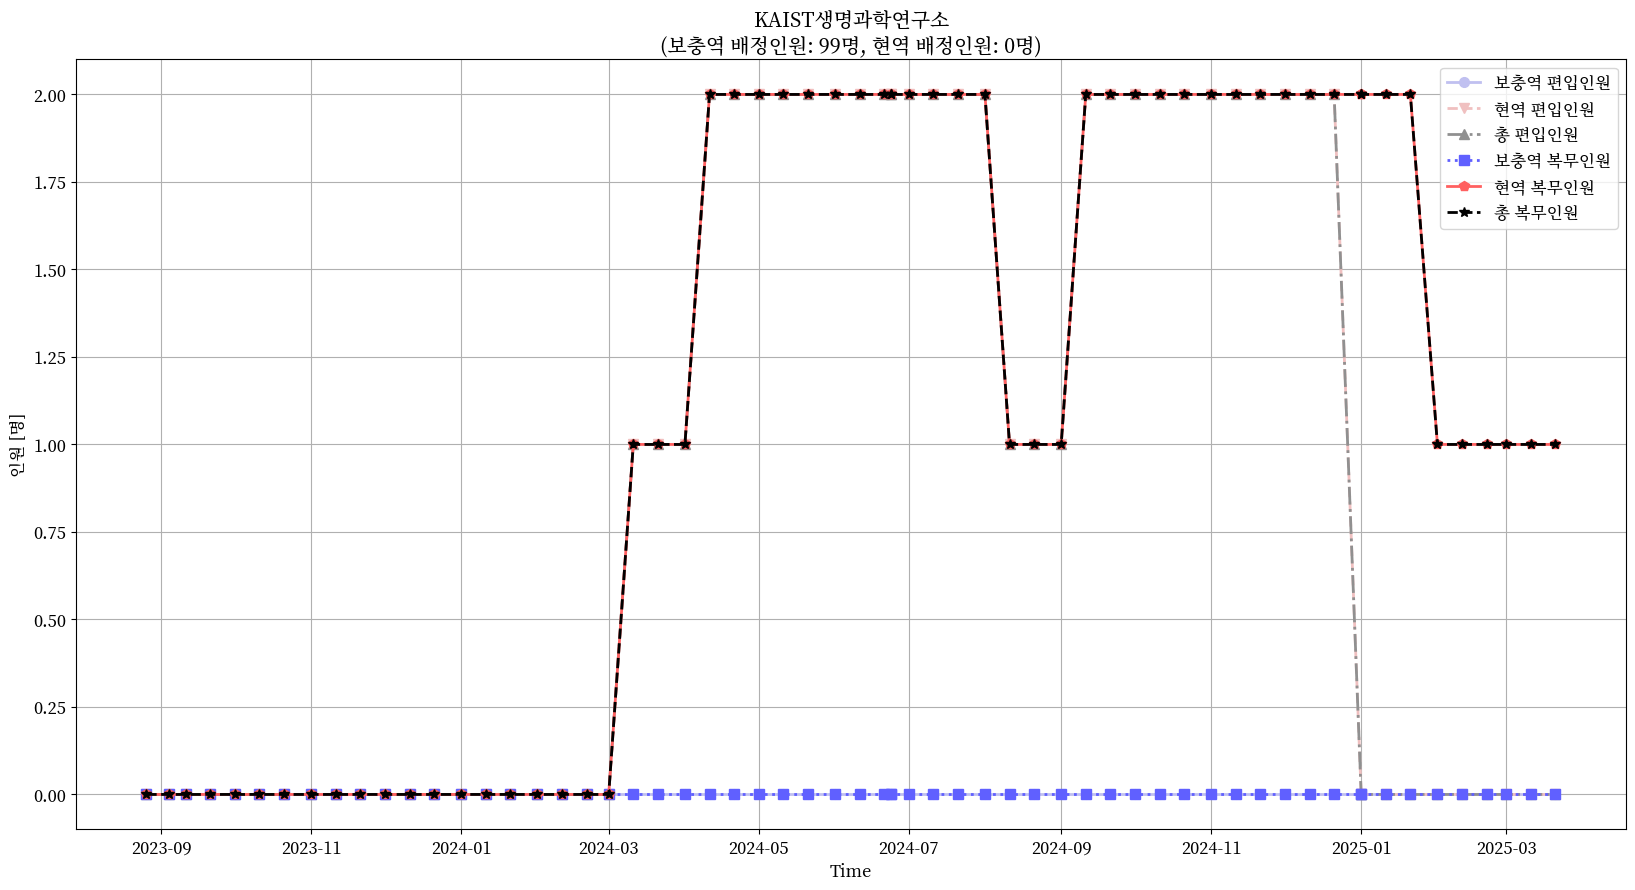 KAIST생명과학연구소
(보충역 배정인원: 99명, 현역 배정인원: 0명)
보충역 편입인원
현역 편입인원
총 편입인원
보충역 복무인원
현역 복무인원
총 복무인원
2.00
1.75
1.50
1.25
1.00
0.75
0.50
0.25
0.00
인원 [명]
2023-09
2023-11
2024-01
2024-03
2024-05
2024-07
2024-09
2024-11
2025-01
2025-03
Time